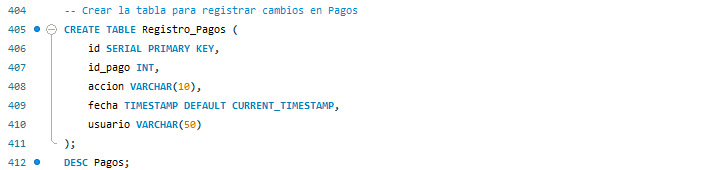 404 -- Crear la tabla para registrar cambios en Pagos
405 CREATE TABLE Registro_Pagos (
406 id SERIAL PRIMARY KEY,
407 id_pago INT,
408 accion VARCHAR(10),
409 fecha TIMESTAMP DEFAULT CURRENT_TIMESTAMP,
410 usuario VARCHAR(50)
411 );
412 DESC Pagos;